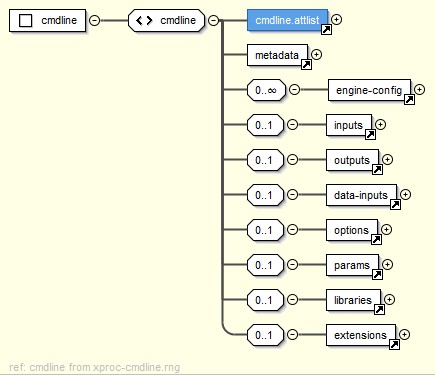 cmdline
cmdline
cmdline.attlist
metadata
0..∞ engine-config
0..1 inputs
0..1 outputs
0..1 data-inputs
0..1 options
0..1 params
0..1 libraries
0..1 extensions
ref: cmdline from xproc-cmdline.rng